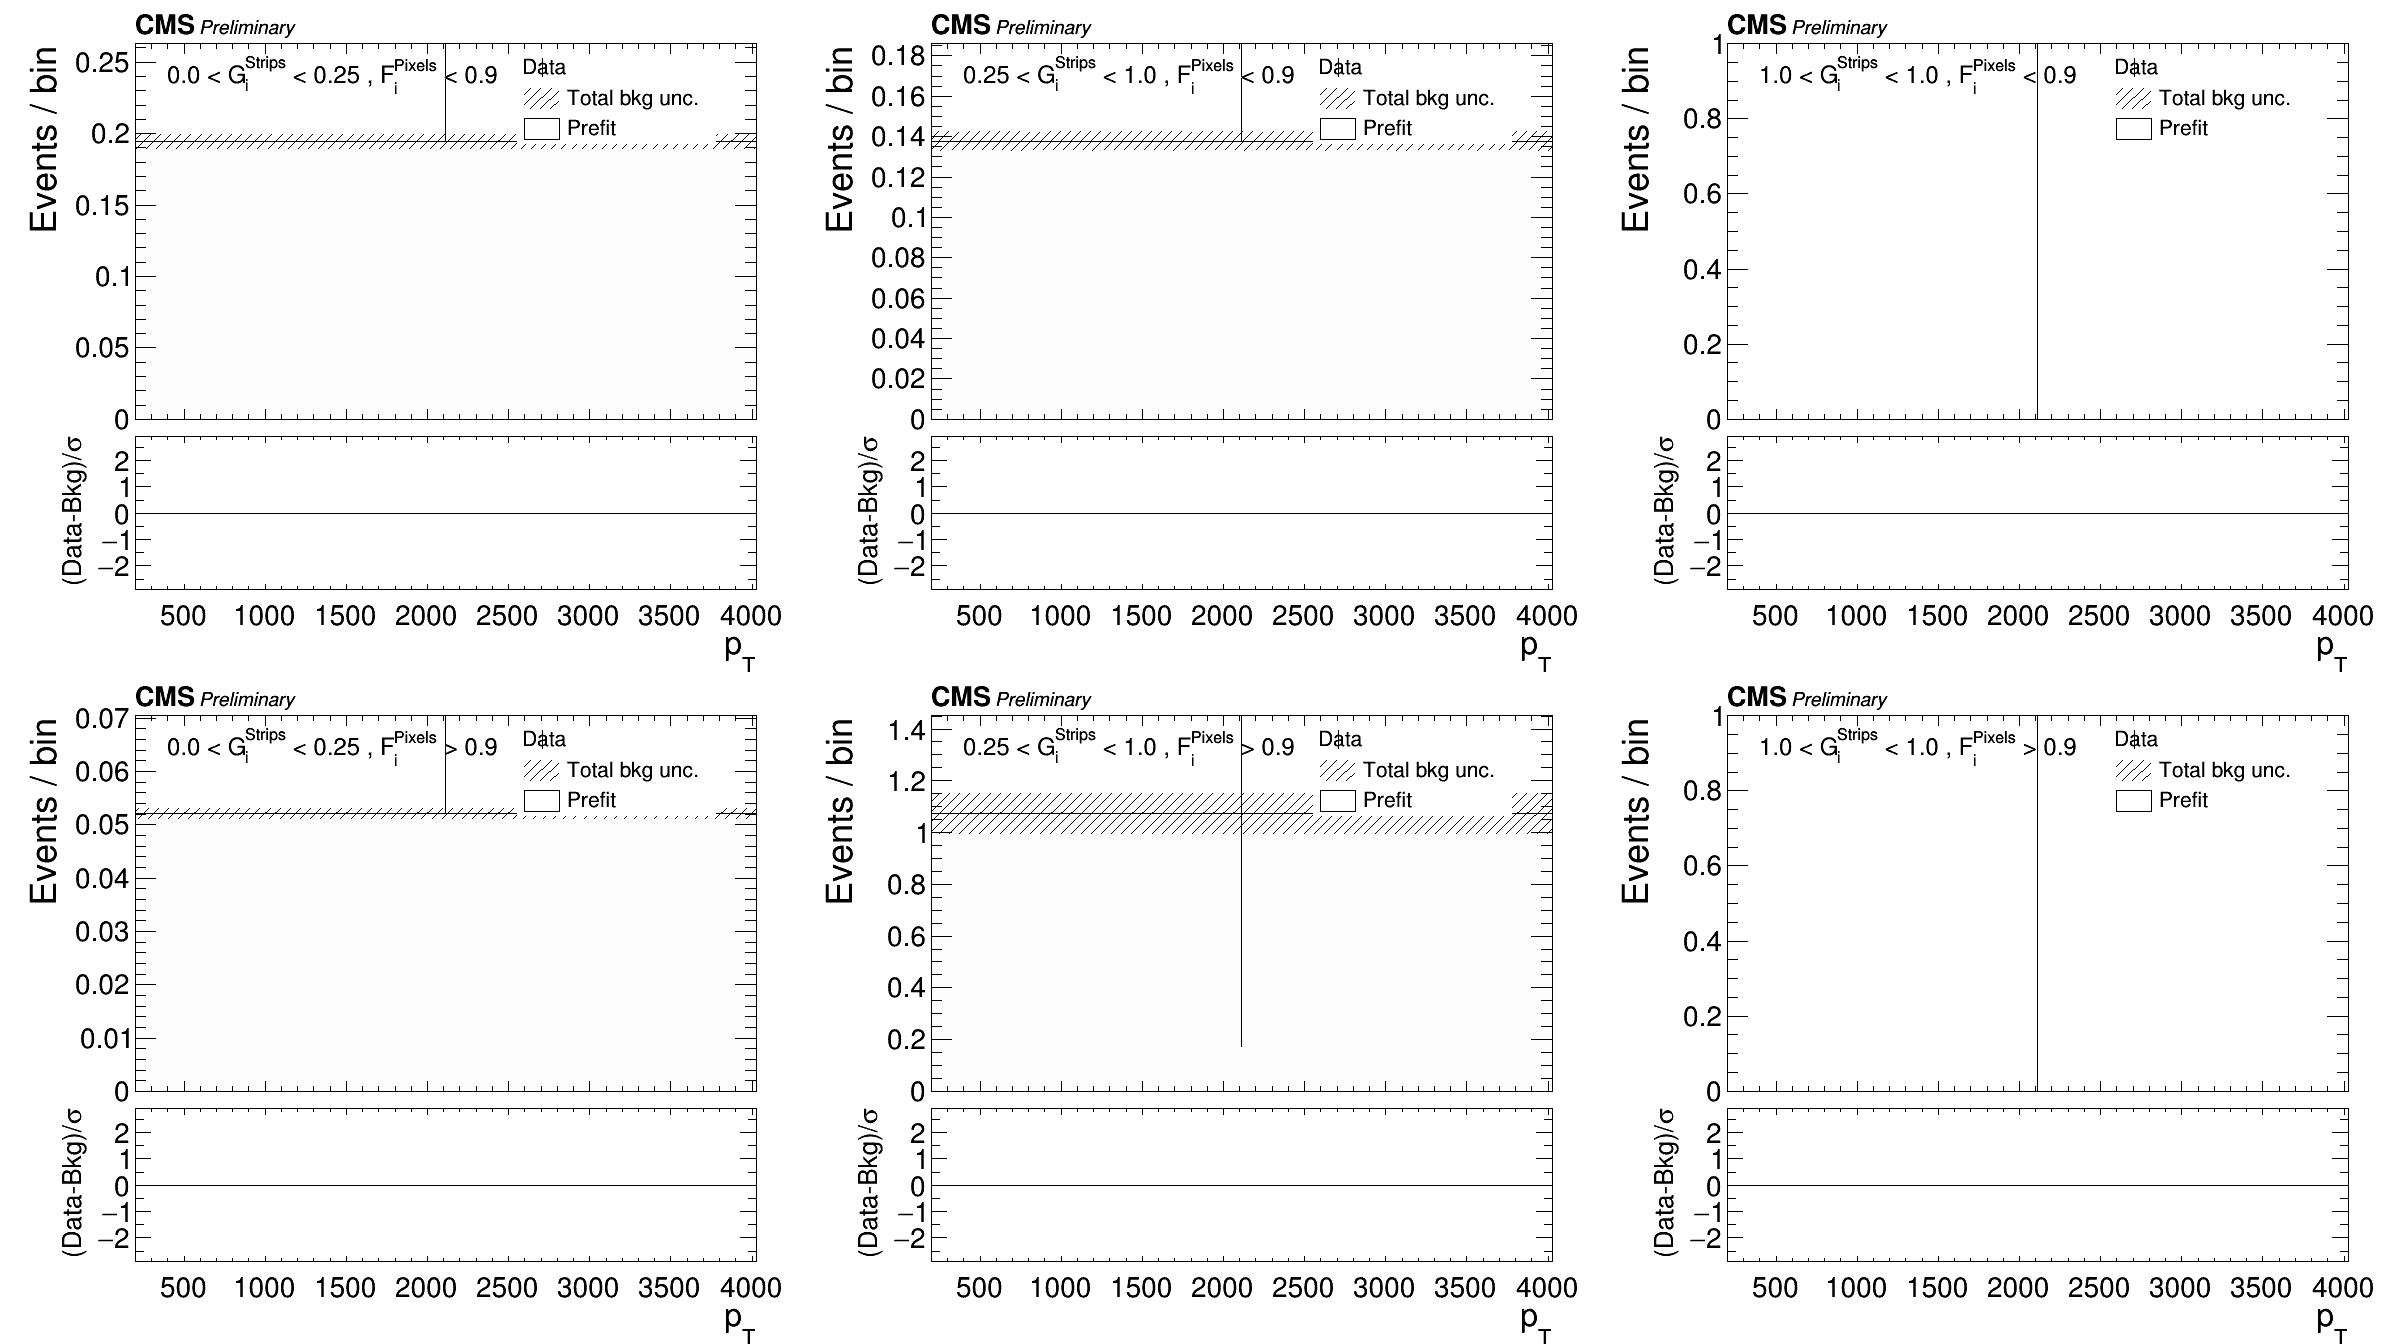 CMS Preliminary
Events / bin
0.25
0.2
0.15
0.1
0.05
0
0.0 < G_i^Strips < 0.25 , F_i^Pixels < 0.9
Data
Total bkg unc.
Prefit
(Data-Bkg)/σ
2
1
0
−1
−2
500 1000 1500 2000 2500 3000 3500 4000
p_T
CMS Preliminary
Events / bin
0.18
0.16
0.14
0.12
0.1
0.08
0.06
0.04
0.02
0
0.25 < G_i^Strips < 1.0 , F_i^Pixels < 0.9
Data
Total bkg unc.
Prefit
(Data-Bkg)/σ
2
1
0
−1
−2
500 1000 1500 2000 2500 3000 3500 4000
p_T
CMS Preliminary
Events / bin
1
0.8
0.6
0.4
0.2
0
1.0 < G_i^Strips < 1.0 , F_i^Pixels < 0.9
Data
Total bkg unc.
Prefit
(Data-Bkg)/σ
2
1
0
−1
−2
500 1000 1500 2000 2500 3000 3500 4000
p_T
CMS Preliminary
Events / bin
0.07
0.06
0.05
0.04
0.03
0.02
0.01
0
0.0 < G_i^Strips < 0.25 , F_i^Pixels > 0.9
Data
Total bkg unc.
Prefit
(Data-Bkg)/σ
2
1
0
−1
−2
500 1000 1500 2000 2500 3000 3500 4000
p_T
CMS Preliminary
Events / bin
1.4
1.2
1
0.8
0.6
0.4
0.2
0
0.25 < G_i^Strips < 1.0 , F_i^Pixels > 0.9
Data
Total bkg unc.
Prefit
(Data-Bkg)/σ
2
1
0
−1
−2
500 1000 1500 2000 2500 3000 3500 4000
p_T
CMS Preliminary
Events / bin
1
0.8
0.6
0.4
0.2
0
1.0 < G_i^Strips < 1.0 , F_i^Pixels > 0.9
Data
Total bkg unc.
Prefit
(Data-Bkg)/σ
2
1
0
−1
−2
500 1000 1500 2000 2500 3000 3500 4000
p_T